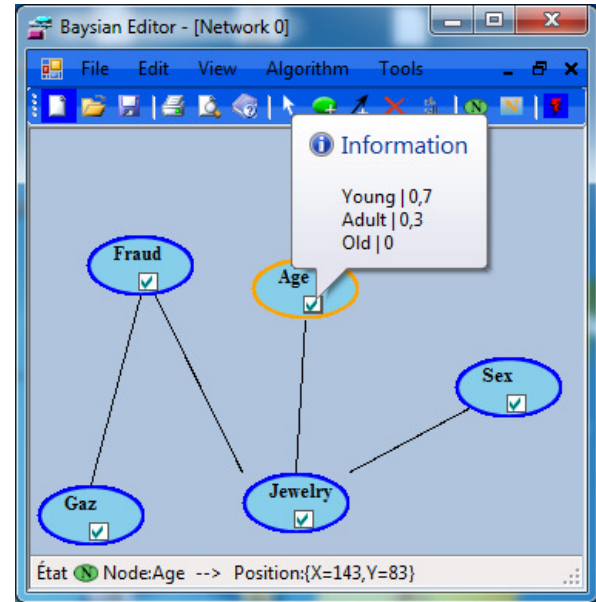 Baysian Editor - [Network 0]
File Edit View Algorithm Tools
N N
Information
Young | 0,7
Adult | 0,3
Old | 0
Fraud
Age
Sex
Gaz
Jewelry
État N Node:Age --> Position:{X=143,Y=83}